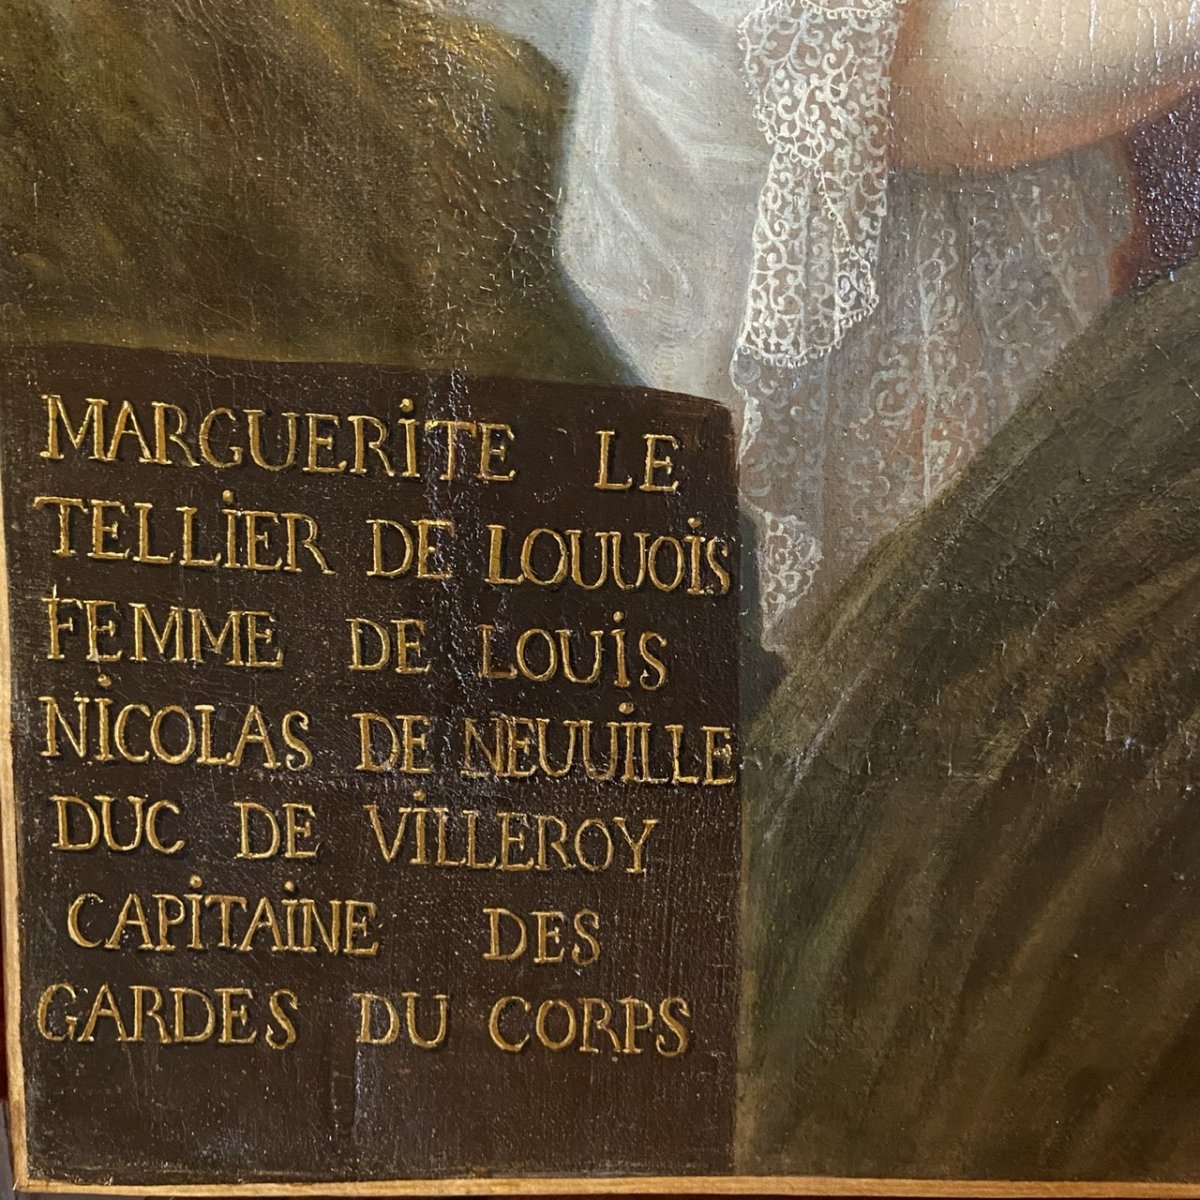 MARGUERiTE LE
TELLiER DE LOUUOiS
FEMME DE LOUiS
NiCOLAS DE NEUUiLLE
DUC DE ViLLEROY
CAPiTAiNE DES
GARDES DU CORPS